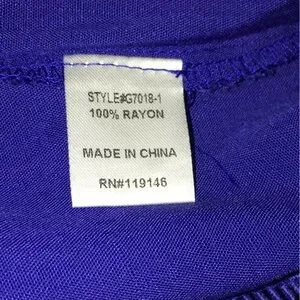 STYLE#G7018-1
100% RAYON
MADE IN CHINA
RN#119146